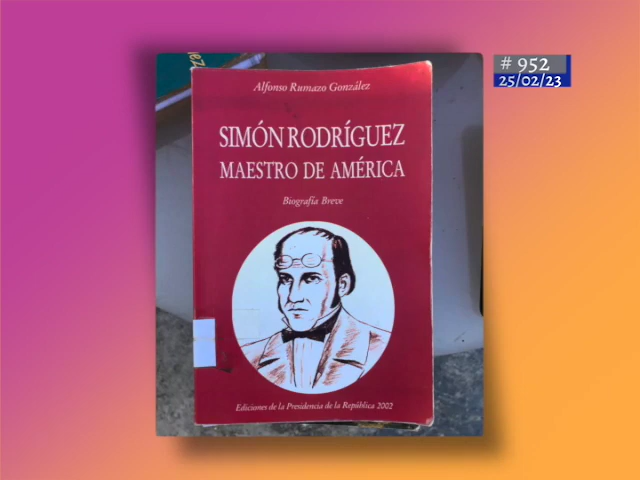 # 952
25/02/23
Alfonso Rumazo González
SIMÓN RODRÍGUEZ
MAESTRO DE AMÉRICA
Biografía Breve
Ediciones de la Presidencia de la República 2002